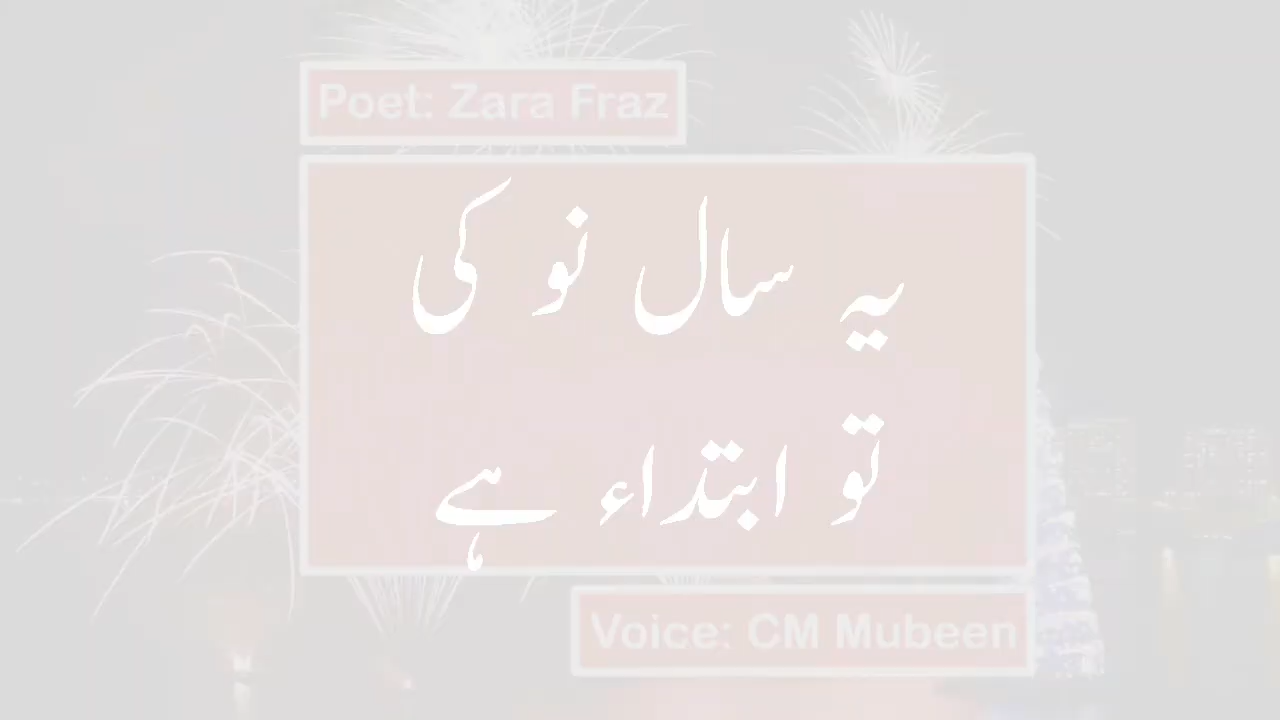 Poet: Zara Fraz
یہ سال نو کی
تو ابتداء ہے
Voice: CM Mubeen